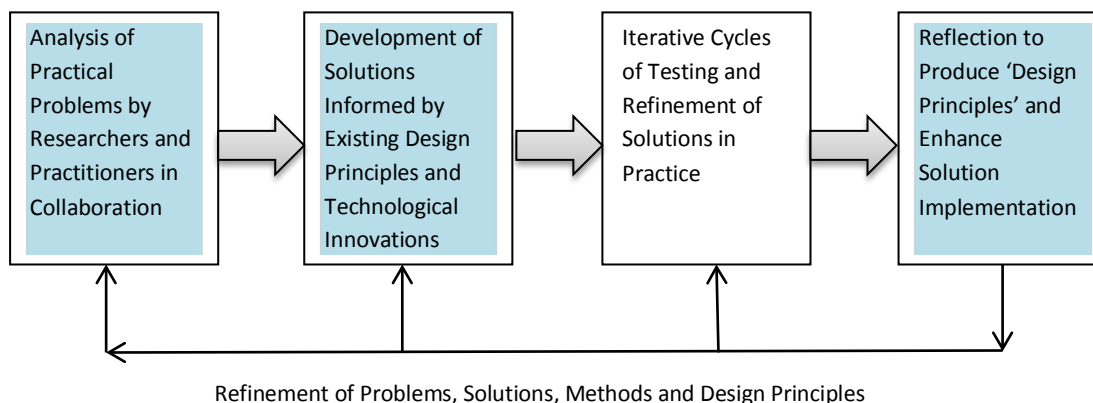 Analysis of
Practical
Problems by
Researchers and
Practitioners in
Collaboration
Development of
Solutions
Informed by
Existing Design
Principles and
Technological
Innovations
Iterative Cycles
of Testing and
Refinement of
Solutions in
Practice
Reflection to
Produce ‘Design
Principles’ and
Enhance
Solution
Implementation
Refinement of Problems, Solutions, Methods and Design Principles